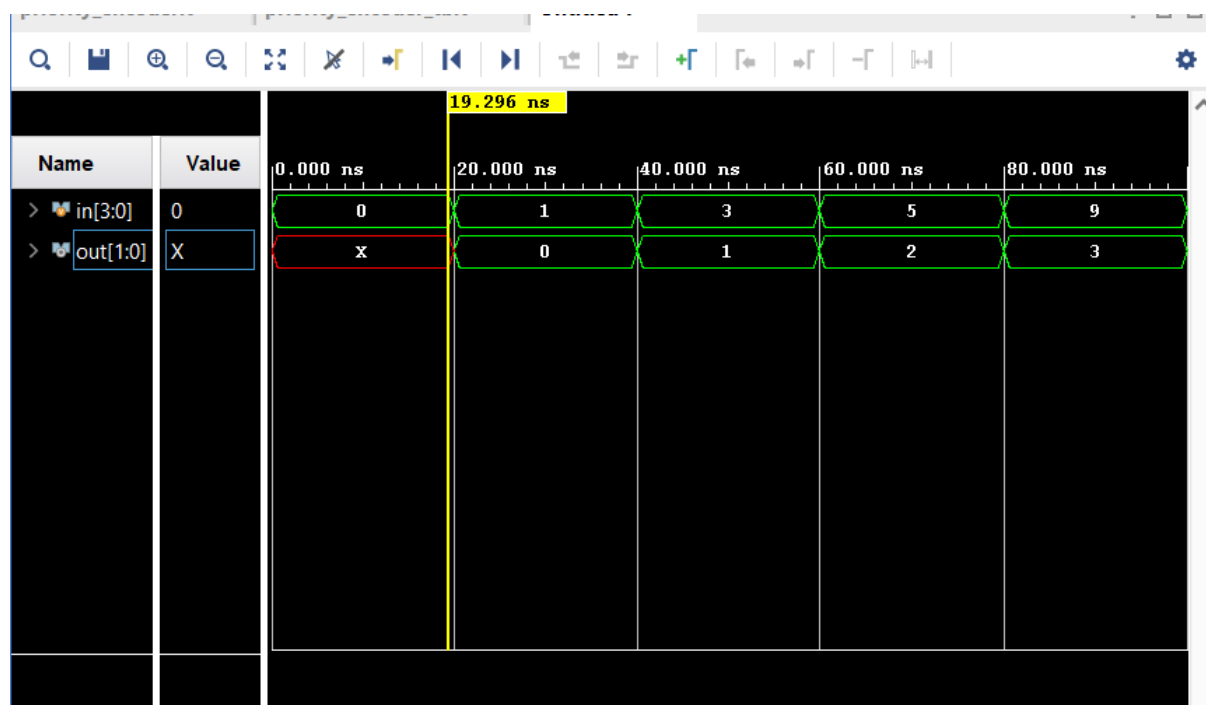 19.296 ns
Name Value
0.000 ns 20.000 ns 40.000 ns 60.000 ns 80.000 ns
in[3:0] 0 0 1 3 5 9
out[1:0] X X 0 1 2 3